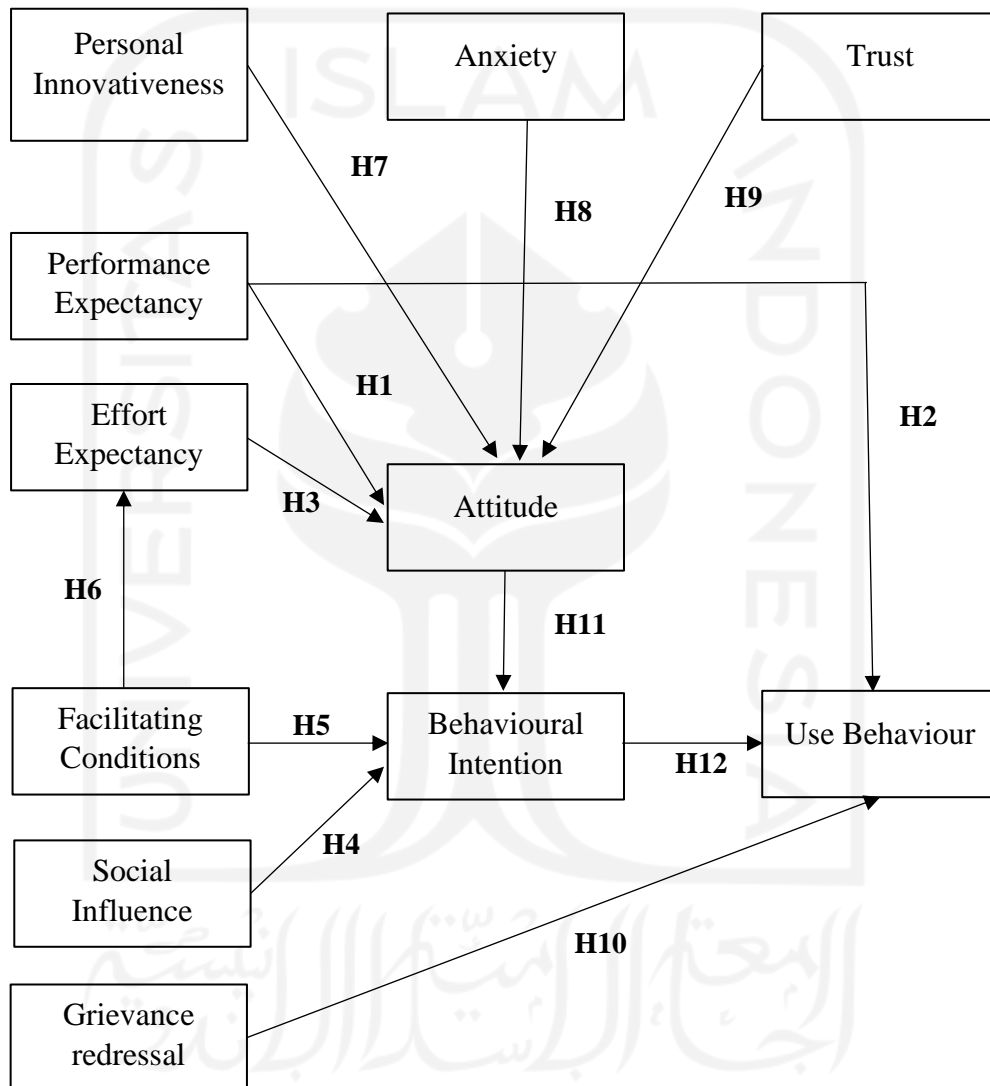 Personal
Innovativeness
Anxiety
Trust
H7
H8
H9
Performance
Expectancy
H1
H2
Effort
Expectancy
H3
Attitude
H6
H11
Facilitating
Conditions
H5
Behavioural
Intention
H12
Use Behaviour
H4
Social
Influence
H10
Grievance
redressal
UNIVERSITAS
ISLAM
INDONESIA